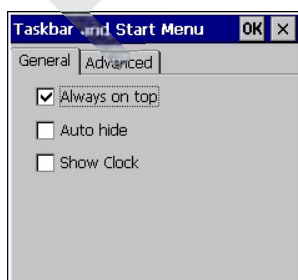 Taskbar and Start Menu OK ×
General Advanced
Always on top
Auto hide
Show Clock